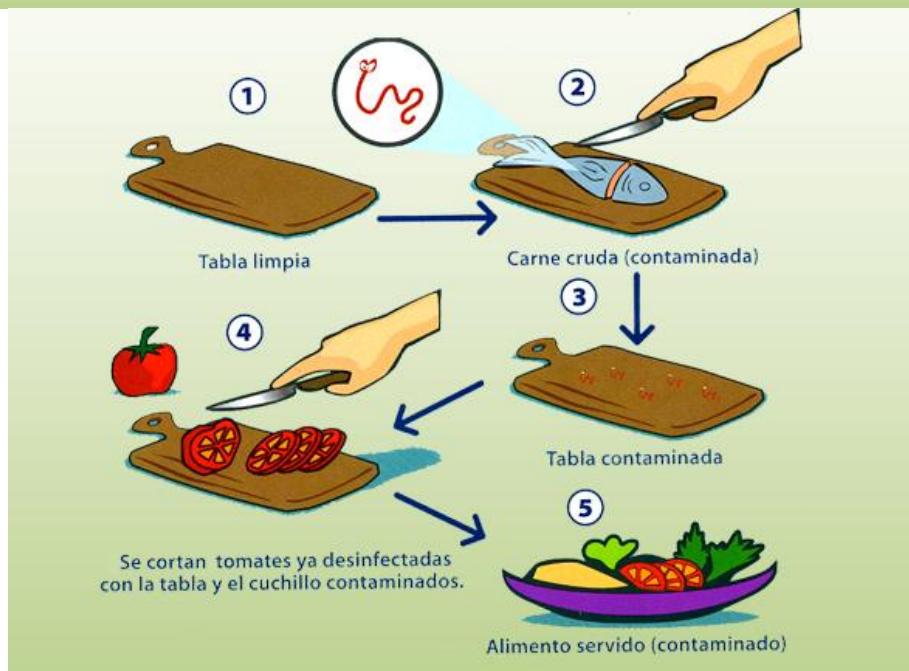 1
Tabla limpia
2
Carne cruda (contaminada)
3
Tabla contaminada
4
Se cortan tomates ya desinfectadas
con la tabla y el cuchillo contaminados.
5
Alimento servido (contaminado)